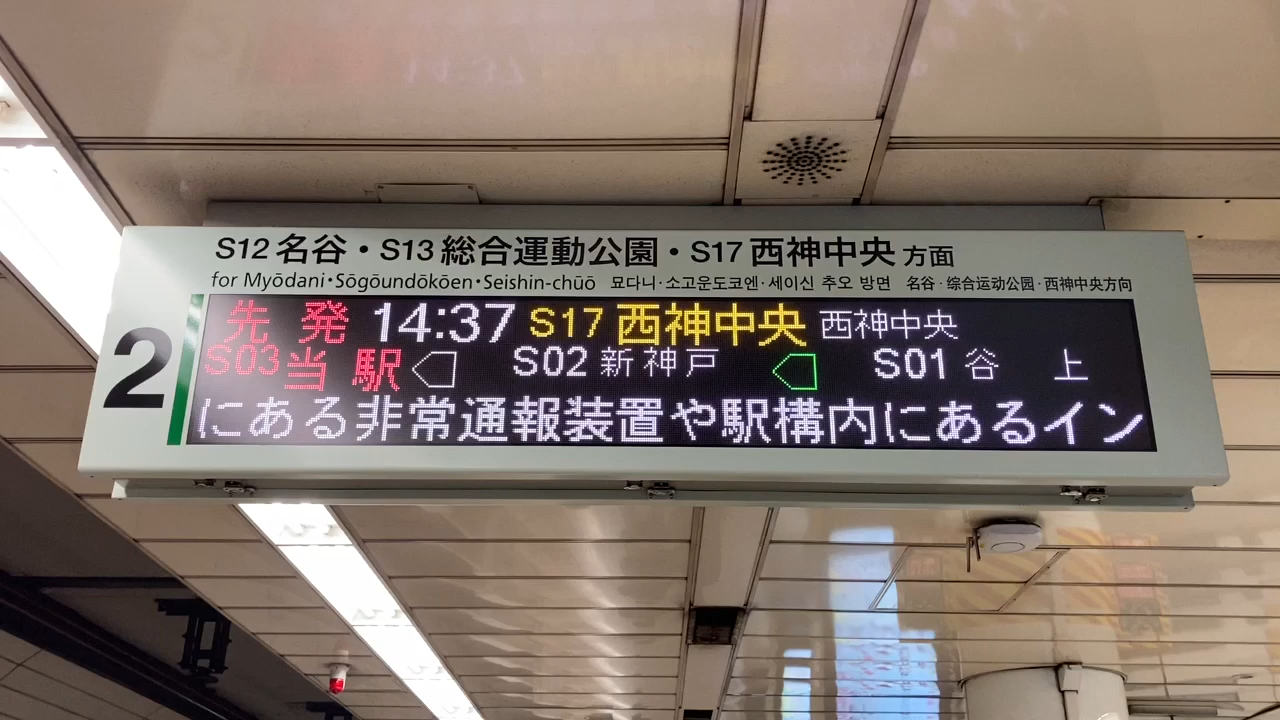 S12 名谷・S13 総合運動公園・S17 西神中央 方面
for Myōdani・Sōgōundōkōen・Seishin-chūō 묘다니・소고운도코엔・세이신 추오 방면 名谷・综合运动公园・西神中央方向
2
先発 14:37 S17 西神中央 西神中央
S03 当駅 S02 新神戸 S01 谷上
にある非常通報装置や駅構内にあるイン